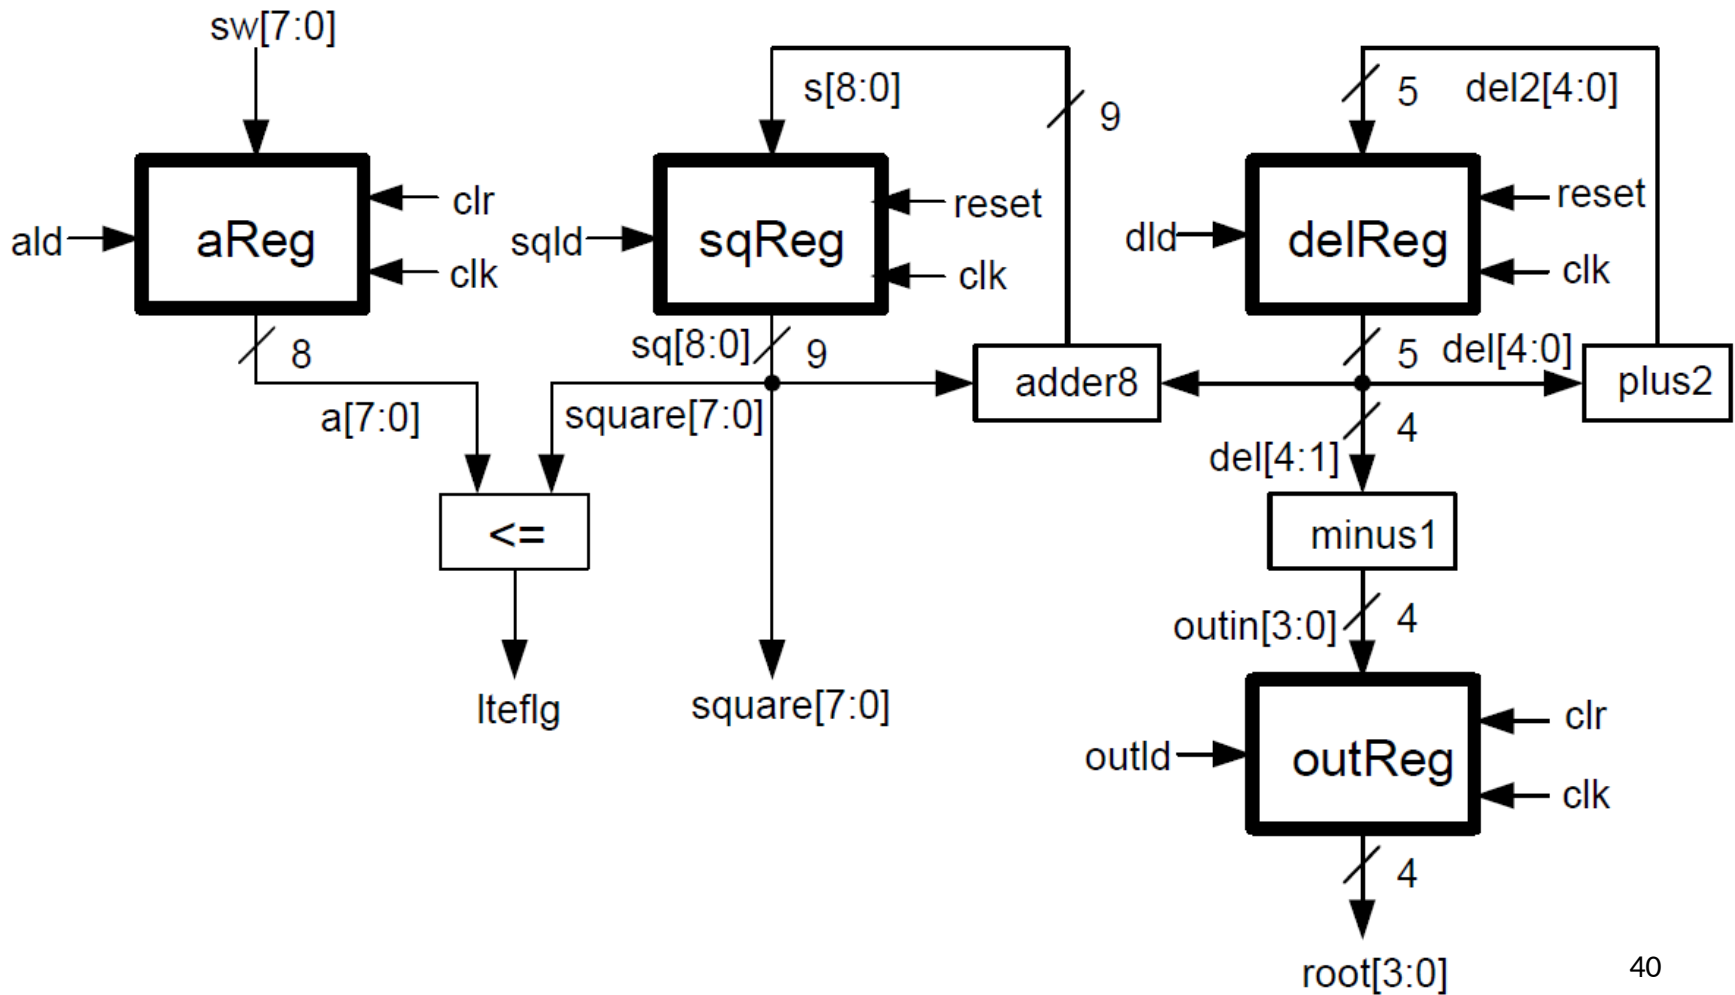 sw[7:0]
s[8:0]
9
5 del2[4:0]
ald
aReg
clr
clk
sqld
sqReg
reset
clk
dld
delReg
reset
clk
8
sq[8:0]
9
adder8
5 del[4:0]
plus2
a[7:0]
square[7:0]
4
del[4:1]
<=
minus1
outin[3:0]
4
lteflg
square[7:0]
outld
outReg
clr
clk
4
root[3:0]
40